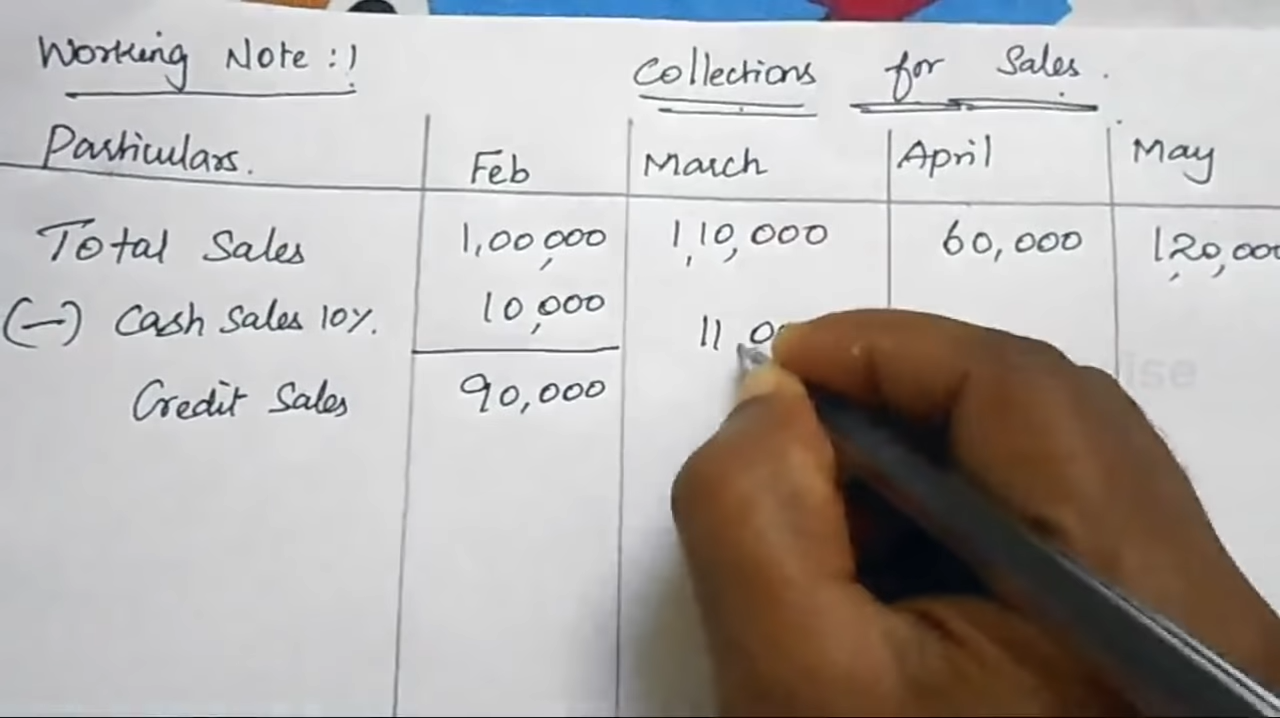 Working Note :1 Collections for Sales.
Particulars. Feb March April May
Total Sales 1,00,000 1,10,000 60,000
(-) Cash Sales 10%. 10,000
Credit Sales 90,000